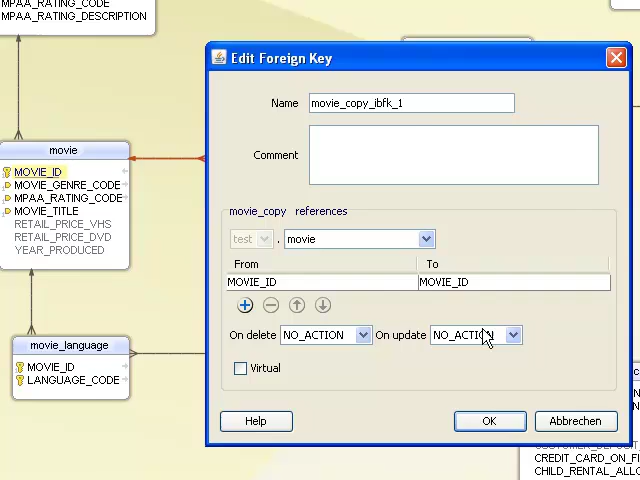 MPAA_RATING_CODE
MPAA_RATING_DESCRIPTION
movie
MOVIE_ID
MOVIE_GENRE_CODE
MPAA_RATING_CODE
MOVIE_TITLE
RETAIL_PRICE_VHS
RETAIL_PRICE_DVD
YEAR_PRODUCED
movie_language
MOVIE_ID
LANGUAGE_CODE
Edit Foreign Key
Name movie_copy_ibfk_1
Comment
movie_copy references
test . movie
From To
MOVIE_ID MOVIE_ID
On delete NO_ACTION On update NO_ACTION
Virtual
Help OK Abbrechen
CREDIT_CARD_ON_FI
CHILD_RENTAL_ALLO